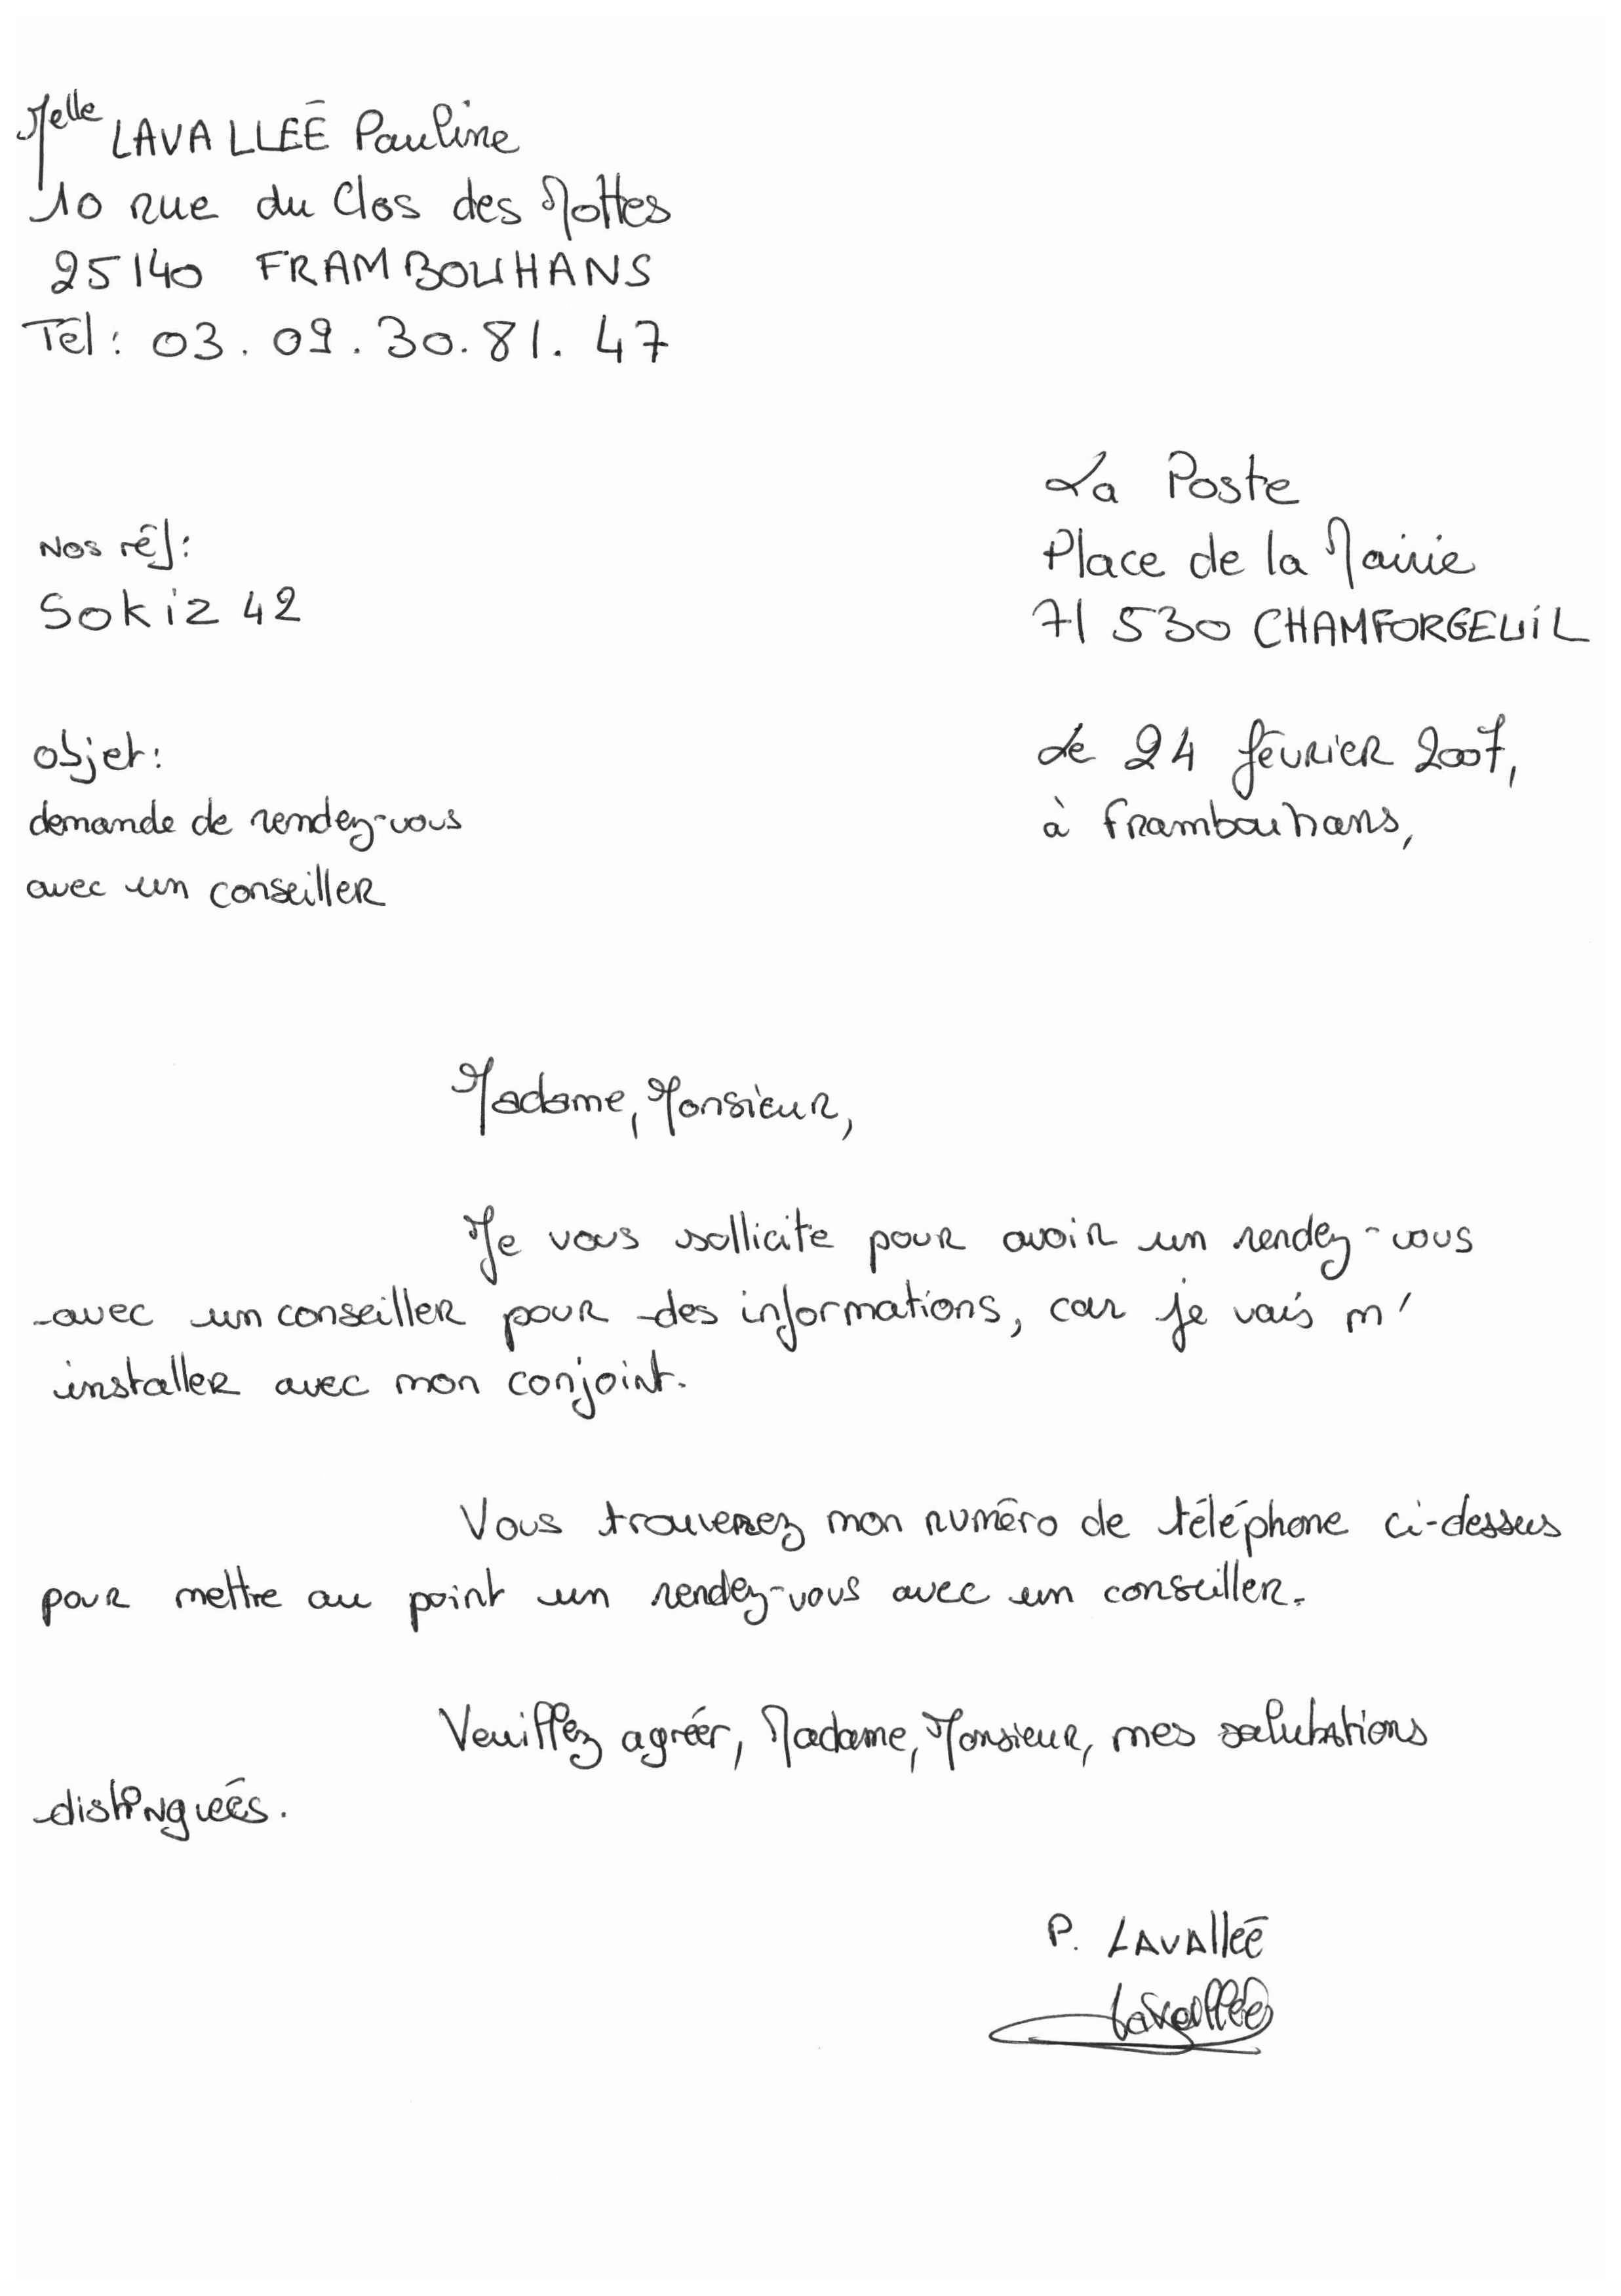 Melle LAVALLÉE Pauline
10 rue du Clos des Mottes
25140 FRAMBOUHANS
Tél : 03.09.30.81.47
La Poste
Place de la Mairie
71 530 CHAMFORGEUIL
Nos réf :
Sokiz 42
Le 24 février 2007,
à frambouhans,
objet :
demande de rendez-vous
avec un conseiller
Madame, Monsieur,
Je vous sollicite pour avoir un rendez-vous
avec un conseiller pour des informations, car je vais m'
installer avec mon conjoint.
Vous trouverez mon numéro de téléphone ci-dessus
pour mettre au point un rendez-vous avec un conseiller.
Veuillez agréer, Madame, Monsieur, mes salutations
distinguées.
P. LAVAllée
Lavallée